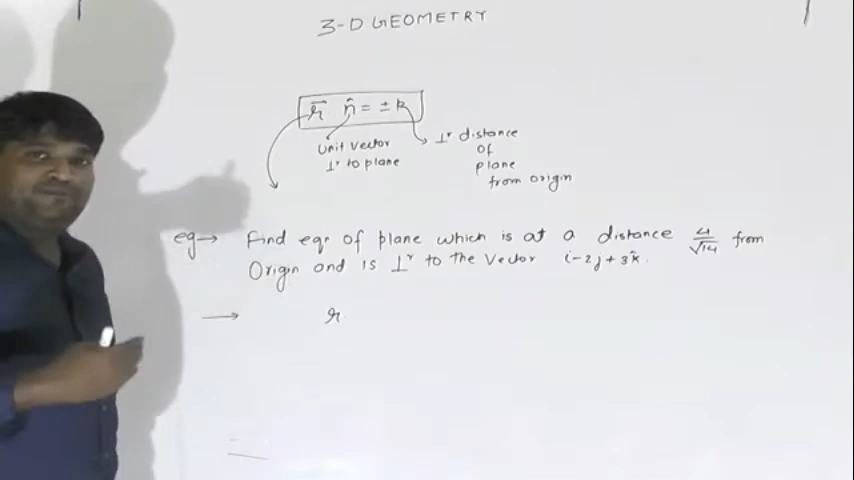 3-D GEOMETRY
r̄ n̂ = ± k
Unit vector
⊥r to plane
⊥r distance
of
plane
from origin
eg→ Find eqn of plane which is at a distance 4/√14 from
Origin and is ⊥r to the vector i-2j+3k̂.
→ r